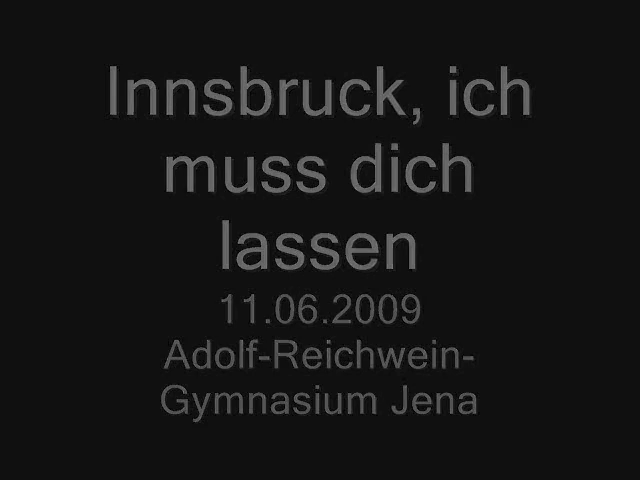 Innsbruck, ich
muss dich
lassen
11.06.2009
Adolf-Reichwein-
Gymnasium Jena